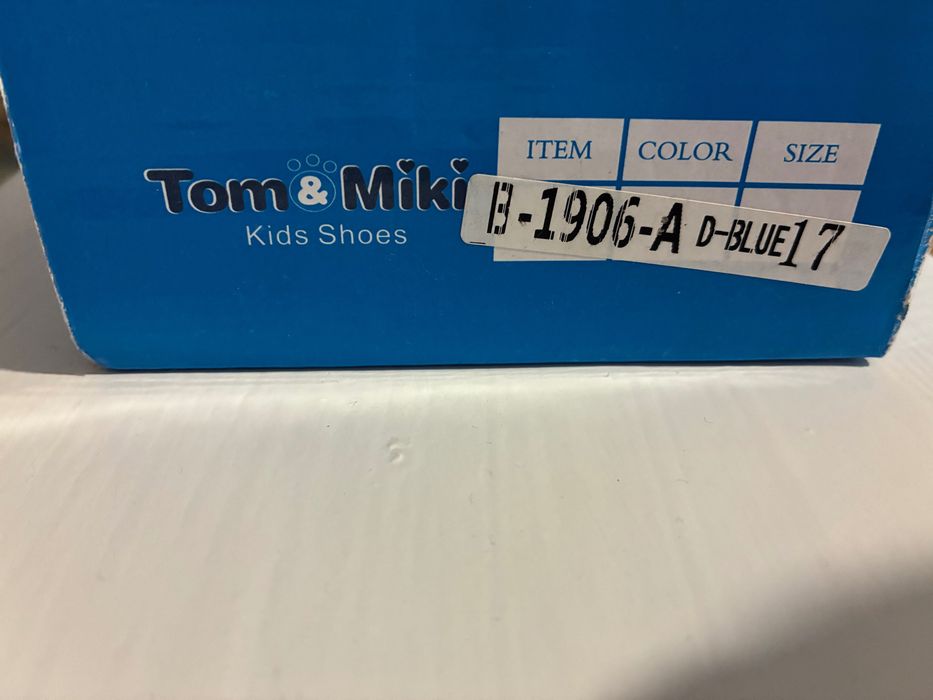 Tom & Miki
Kids Shoes
ITEM COLOR SIZE
B-1906-A D-BLUE 17